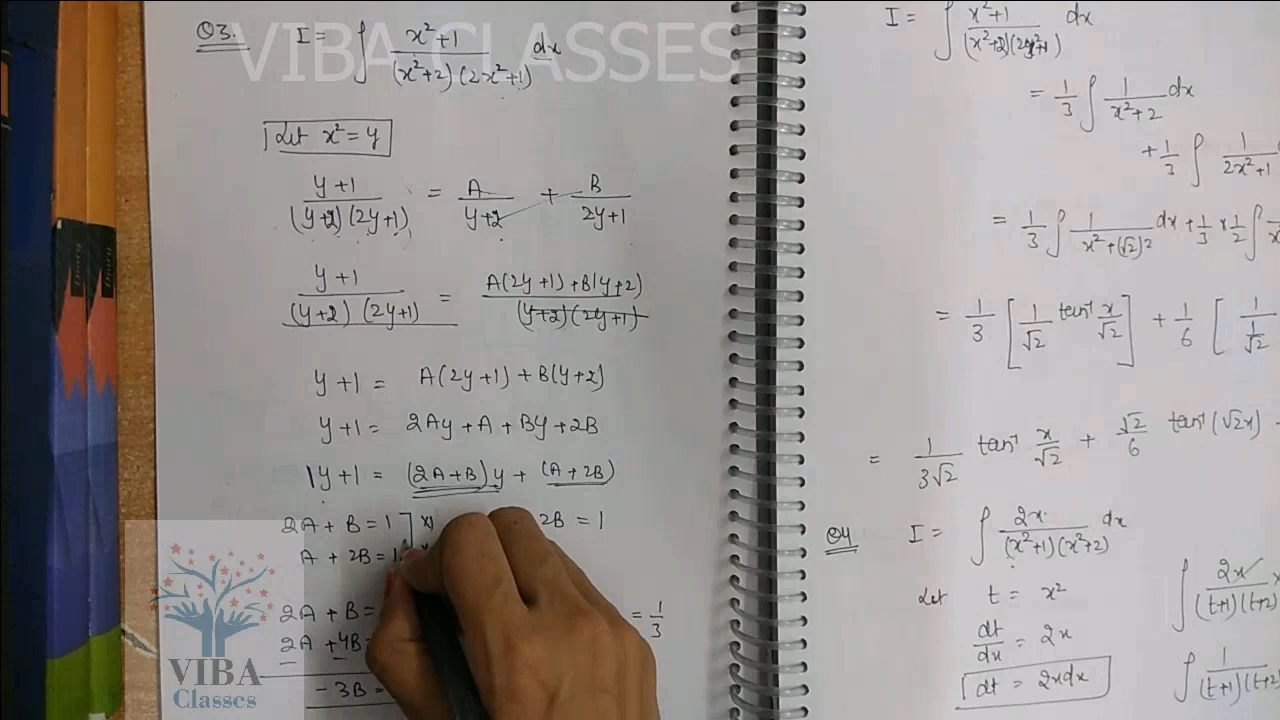 VIBA CLASSES
Q3. I = ∫ x²+1 / (x²+2)(2x²+1) dx
Let x² = y
y+1 / (y+2)(2y+1) = A / y+2 + B / 2y+1
y+1 / (y+2)(2y+1) = A(2y+1)+B(y+2) / (y+2)(2y+1)
y+1 = A(2y+1)+B(y+2)
y+1 = 2Ay+A+By+2B
1y+1 = (2A+B)y + (A+2B)
2A+B=1 ×1 2B = 1
A+2B=1
2A+B= = 1/3
2A+4B=
-3B =
VIBA
Classes
I = ∫ x²+1 / (x²+2)(2x²+1) dx
= 1/3 ∫ 1 / x²+2 dx
+ 1/3 ∫ 1 / 2x²+1
= 1/3 ∫ 1 / x²+(√2)² dx + 1/3 × 1/2 ∫
= 1/3 [ 1/√2 tan⁻¹ x/√2 ] + 1/6 [ 1 / 1/√2
= 1/3√2 tan⁻¹ x/√2 + √2/6 tan⁻¹(√2x)
Q4 I = ∫ 2x / (x²+1)(x²+2) dx
Let t = x² ∫ 2x / (t+1)(t+2)
dt/dx = 2x
dt = 2xdx ∫ 1 / (t+1)(t+2)